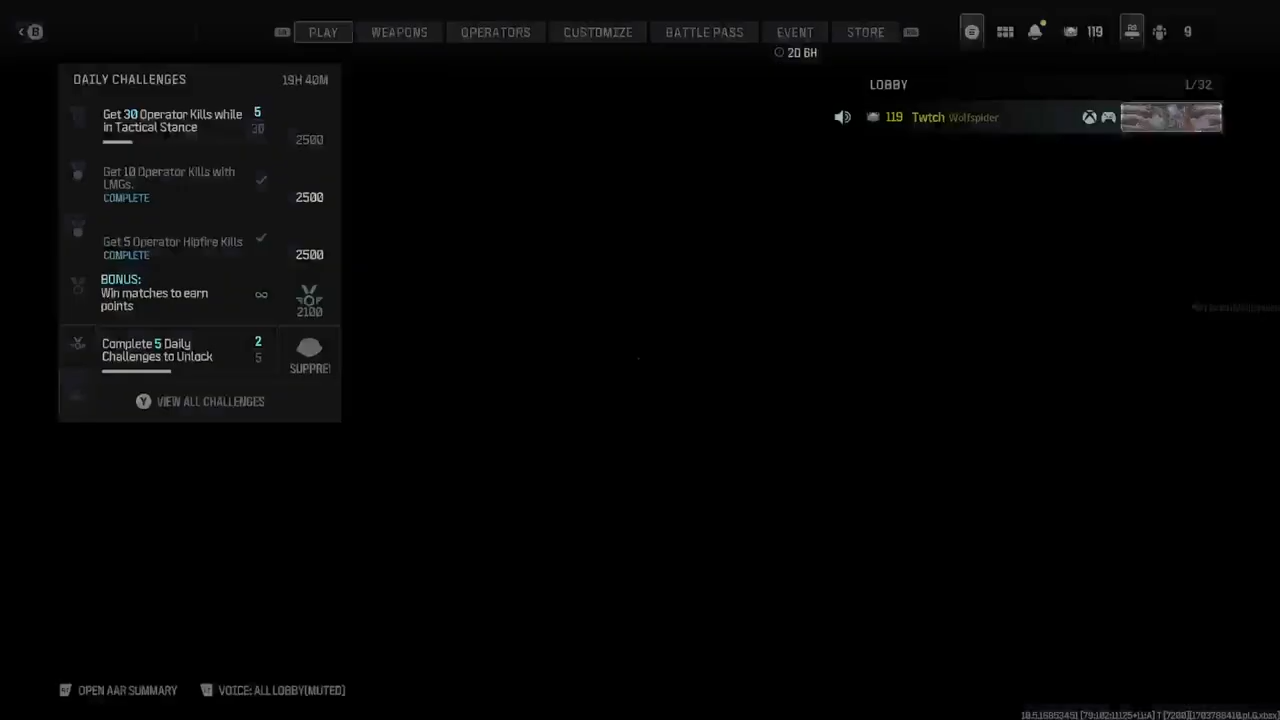 B
PLAY
WEAPONS
OPERATORS
CUSTOMIZE
BATTLE PASS
EVENT
STORE
119
9
2D 6H
DAILY CHALLENGES 19H 40M
Get 30 Operator Kills while 5
in Tactical Stance 30
2500
Get 10 Operator Kills with
LMGs.
COMPLETE 2500
Get 5 Operator Hipfire Kills
COMPLETE 2500
BONUS:
Win matches to earn ∞
points 2100
Complete 5 Daily 2
Challenges to Unlock 5
SUPPRE
Y VIEW ALL CHALLENGES
LOBBY 1/32
119 Twtch Wolfspider
OPEN AAR SUMMARY
VOICE: ALL LOBBY(MUTED)